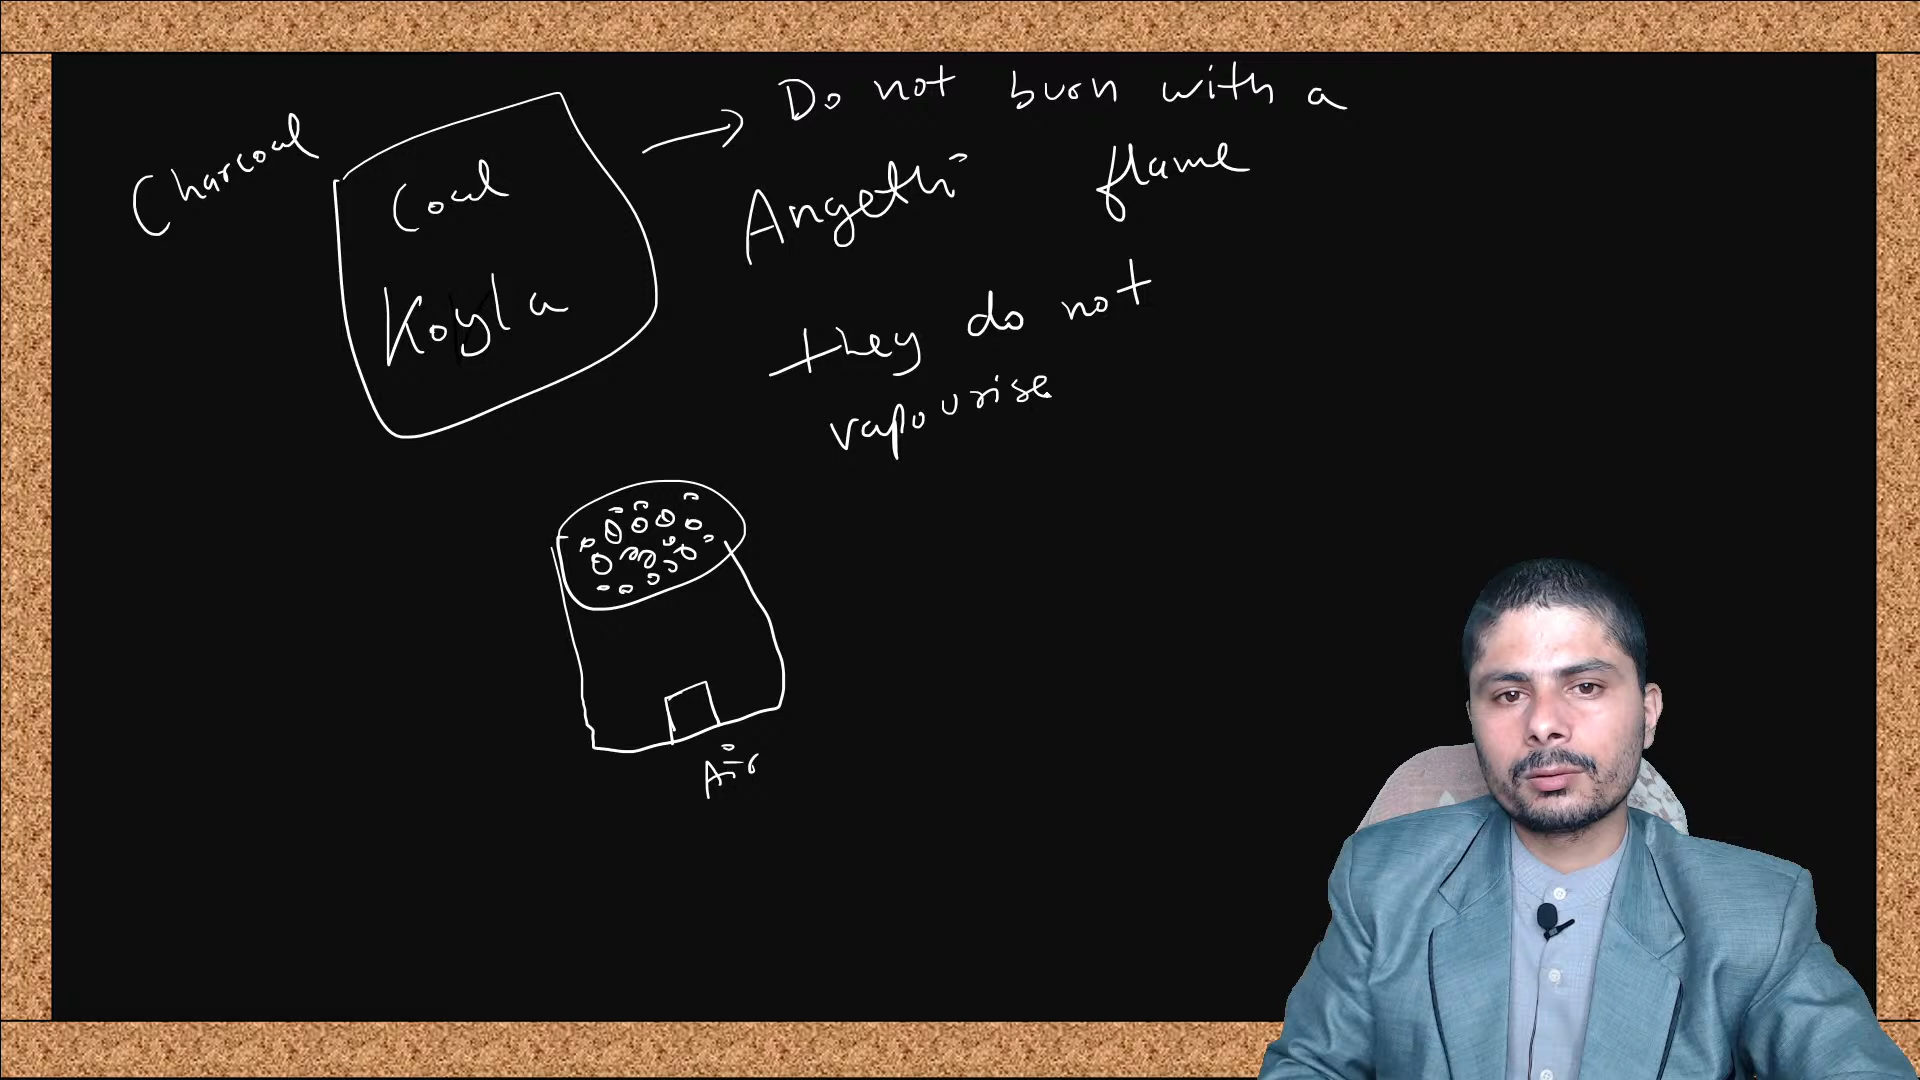 Charcoal
Coal
Koyla
Do not burn with a
flame
Angethi
they do not
vapourise
Air